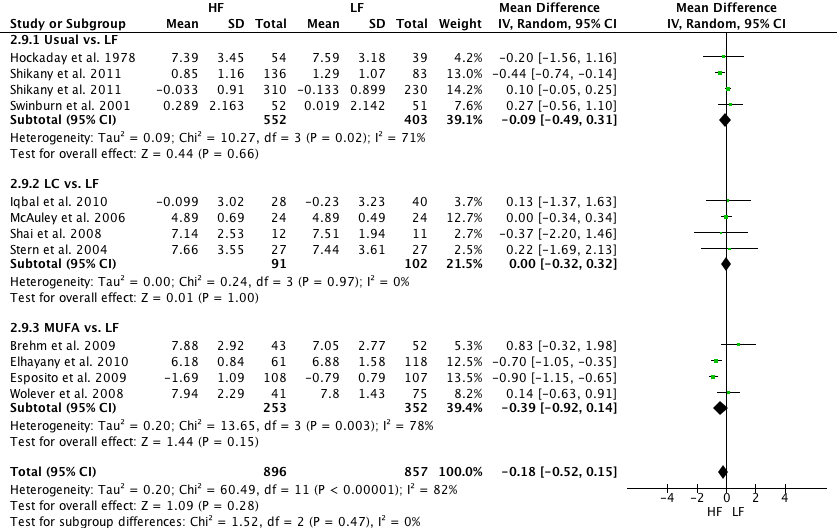 HF LF Mean Difference Mean Difference
Study or Subgroup Mean SD Total Mean SD Total Weight IV, Random, 95% CI IV, Random, 95% CI
2.9.1 Usual vs. LF
Hockaday et al. 1978 7.39 3.45 54 7.59 3.18 39 4.2% −0.20 [−1.56, 1.16]
Shikany et al. 2011 0.85 1.16 136 1.29 1.07 83 13.0% −0.44 [−0.74, −0.14]
Shikany et al. 2011 −0.033 0.91 310 −0.133 0.899 230 14.2% 0.10 [−0.05, 0.25]
Swinburn et al. 2001 0.289 2.163 52 0.019 2.142 51 7.6% 0.27 [−0.56, 1.10]
Subtotal (95% CI) 552 403 39.1% −0.09 [−0.49, 0.31]
Heterogeneity: Tau² = 0.09; Chi² = 10.27, df = 3 (P = 0.02); I² = 71%
Test for overall effect: Z = 0.44 (P = 0.66)
2.9.2 LC vs. LF
Iqbal et al. 2010 −0.099 3.02 28 −0.23 3.23 40 3.7% 0.13 [−1.37, 1.63]
McAuley et al. 2006 4.89 0.69 24 4.89 0.49 24 12.7% 0.00 [−0.34, 0.34]
Shai et al. 2008 7.14 2.53 12 7.51 1.94 11 2.7% −0.37 [−2.20, 1.46]
Stern et al. 2004 7.66 3.55 27 7.44 3.61 27 2.5% 0.22 [−1.69, 2.13]
Subtotal (95% CI) 91 102 21.5% 0.00 [−0.32, 0.32]
Heterogeneity: Tau² = 0.00; Chi² = 0.24, df = 3 (P = 0.97); I² = 0%
Test for overall effect: Z = 0.01 (P = 1.00)
2.9.3 MUFA vs. LF
Brehm et al. 2009 7.88 2.92 43 7.05 2.77 52 5.3% 0.83 [−0.32, 1.98]
Elhayany et al. 2010 6.18 0.84 61 6.88 1.58 118 12.5% −0.70 [−1.05, −0.35]
Esposito et al. 2009 −1.69 1.09 108 −0.79 0.79 107 13.5% −0.90 [−1.15, −0.65]
Wolever et al. 2008 7.94 2.29 41 7.8 1.43 75 8.2% 0.14 [−0.63, 0.91]
Subtotal (95% CI) 253 352 39.4% −0.39 [−0.92, 0.14]
Heterogeneity: Tau² = 0.20; Chi² = 13.65, df = 3 (P = 0.003); I² = 78%
Test for overall effect: Z = 1.44 (P = 0.15)
Total (95% CI) 896 857 100.0% −0.18 [−0.52, 0.15]
Heterogeneity: Tau² = 0.20; Chi² = 60.49, df = 11 (P < 0.00001); I² = 82%
Test for overall effect: Z = 1.09 (P = 0.28)
Test for subgroup differences: Chi² = 1.52, df = 2 (P = 0.47), I² = 0%
−4 −2 0 2 4
HF LF